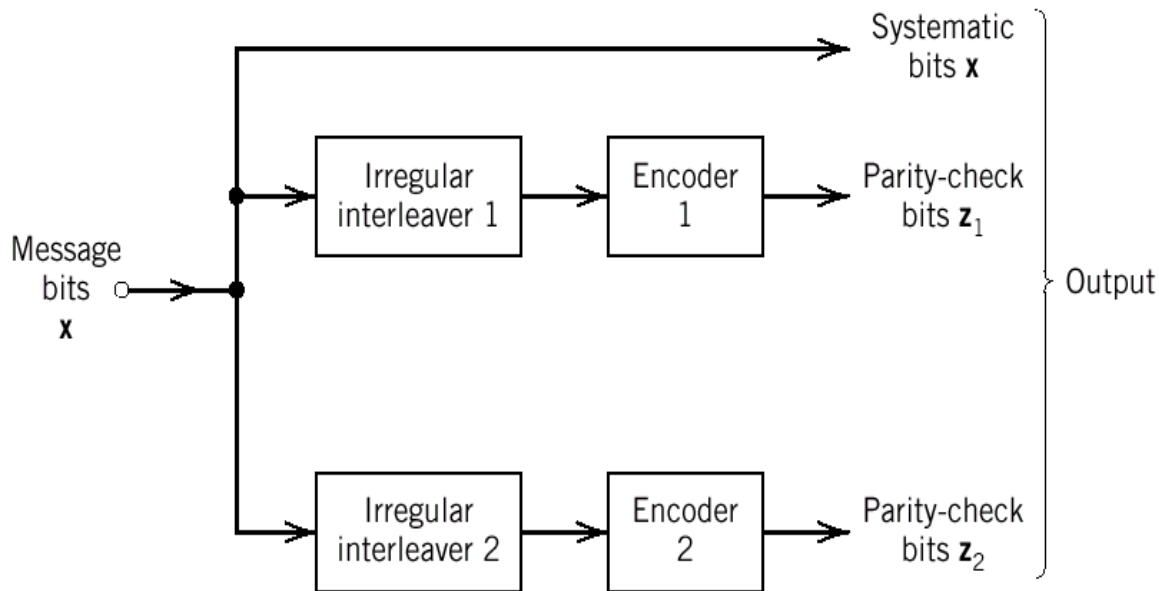 Systematic
bits x
Irregular
interleaver 1
Encoder
1
Parity-check
bits z₁
Message
bits
x
Output
Irregular
interleaver 2
Encoder
2
Parity-check
bits z₂